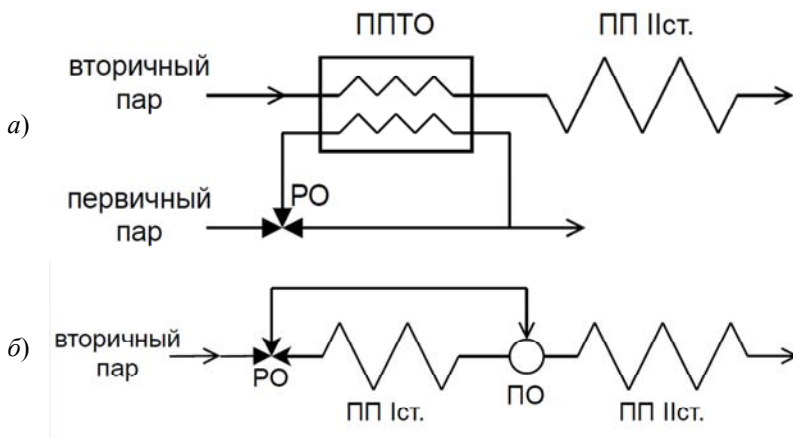 ППТО
ПП IIст.
вторичный
пар
а)
РО
первичный
пар
б)
вторичный
пар
РО
ПП Iст.
ПО
ПП IIст.